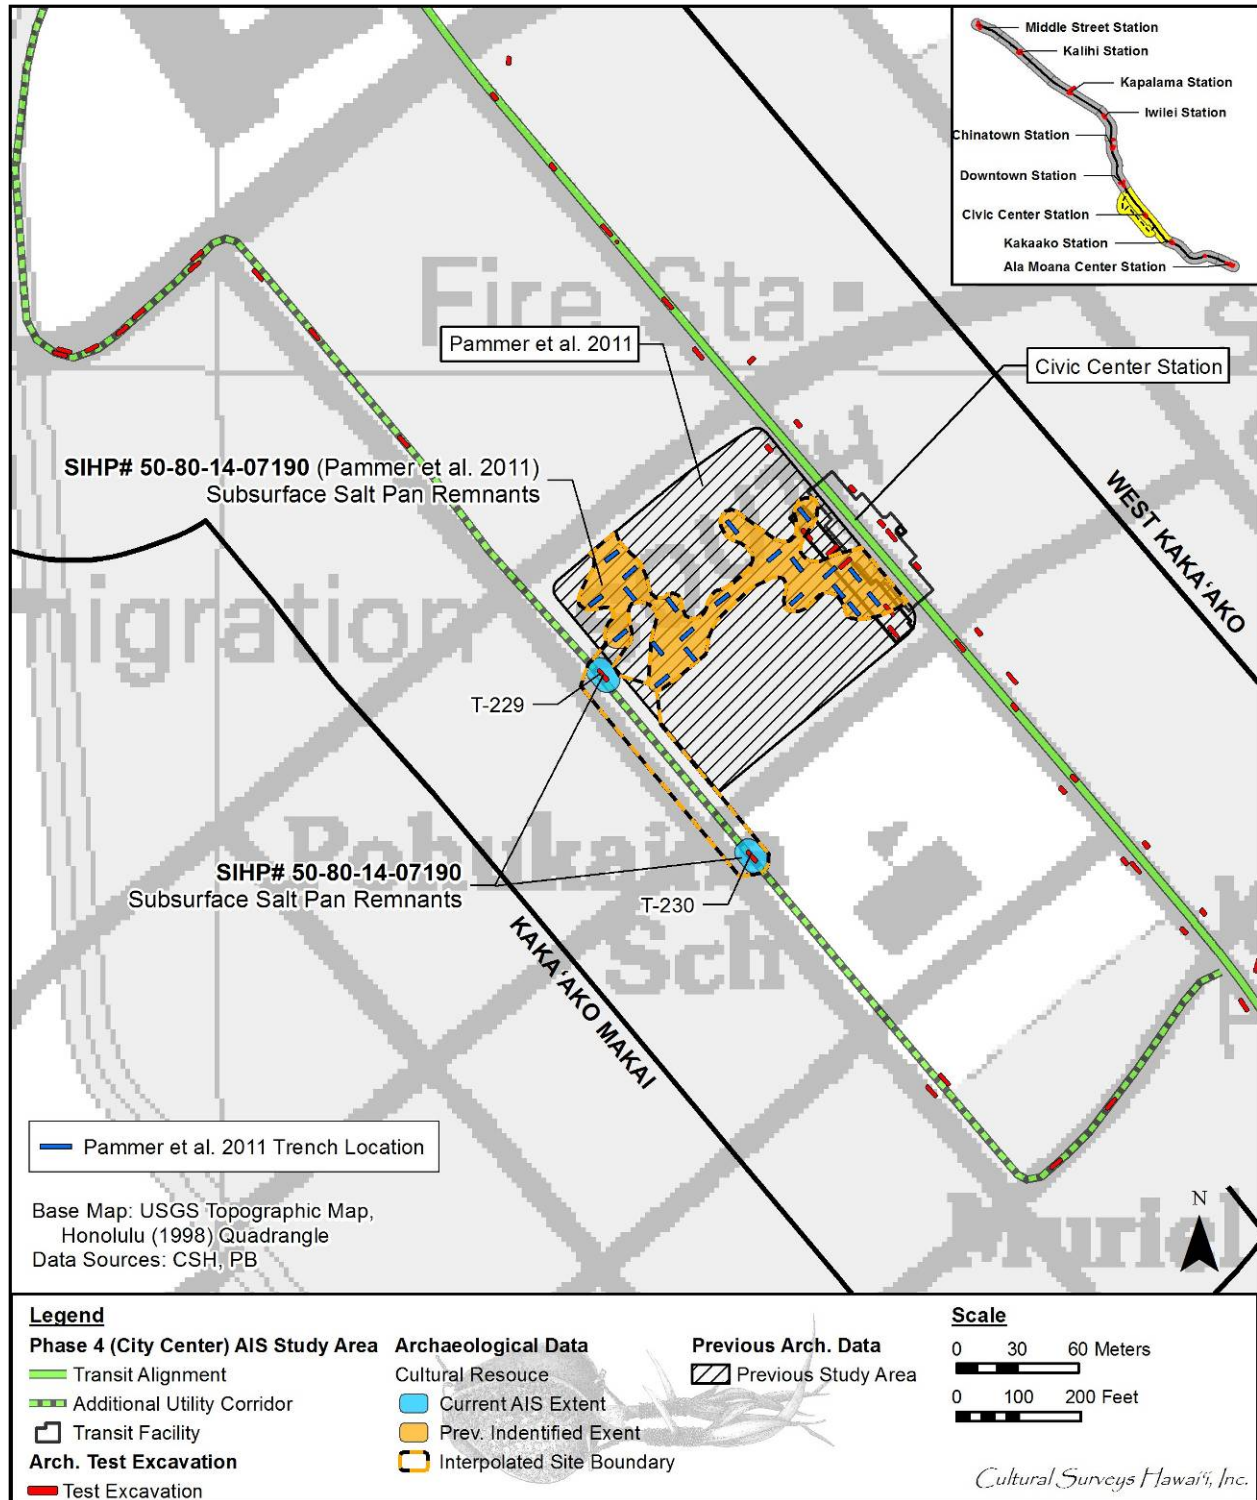 Middle Street Station
Kalihi Station
Kapalama Station
Iwilei Station
Chinatown Station
Downtown Station
Civic Center Station
Kakaako Station
Ala Moana Center Station
Fire Sta
Pammer et al. 2011
Civic Center Station
SIHP# 50-80-14-07190 (Pammer et al. 2011)
Subsurface Salt Pan Remnants
WEST KAKA‘AKO
migration
T-229
SIHP# 50-80-14-07190
Subsurface Salt Pan Remnants
T-230
Sch
KAKA‘AKO MAKAI
Pammer et al. 2011 Trench Location
Base Map: USGS Topographic Map,
Honolulu (1998) Quadrangle
Data Sources: CSH, PB
N
Muriel
Legend
Phase 4 (City Center) AIS Study Area
Transit Alignment
Additional Utility Corridor
Transit Facility
Arch. Test Excavation
Test Excavation
Archaeological Data
Cultural Resouce
Current AIS Extent
Prev. Indentified Exent
Interpolated Site Boundary
Previous Arch. Data
Previous Study Area
Scale
0 30 60 Meters
0 100 200 Feet
Cultural Surveys Hawai‘i, Inc.